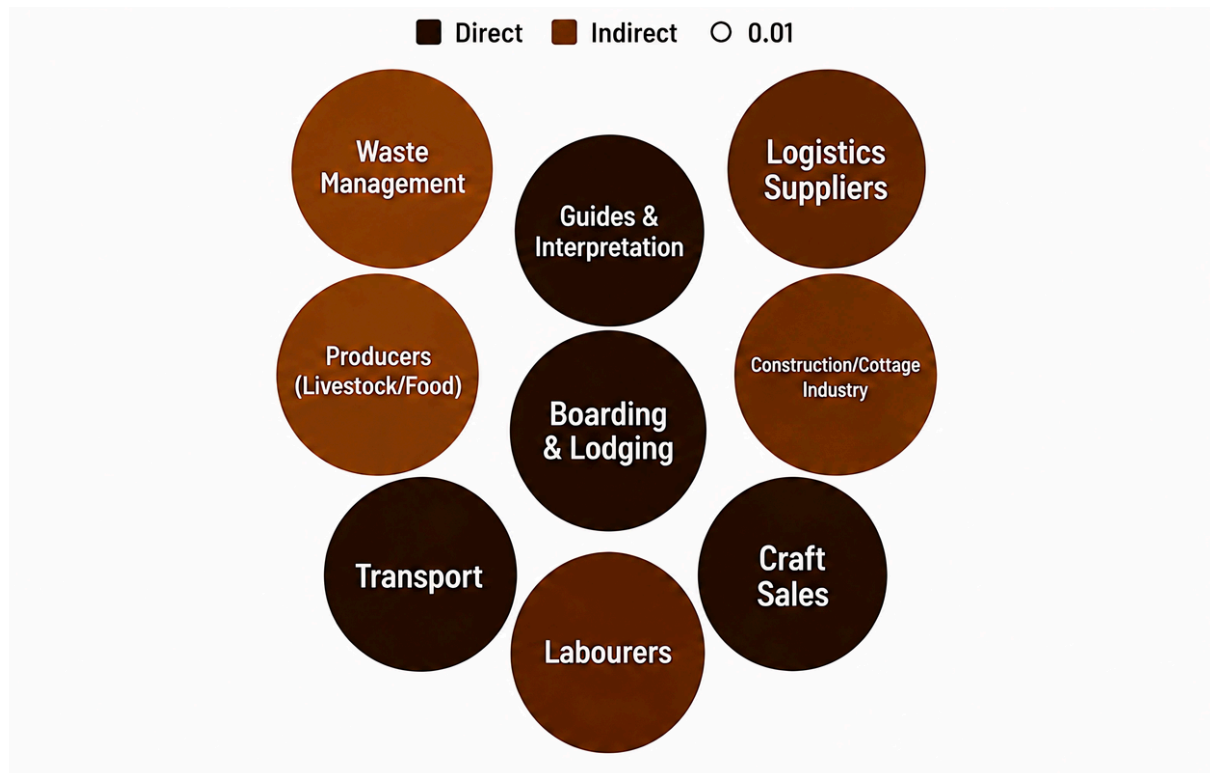 Direct Indirect 0.01
Waste
Management
Guides &
Interpretation
Logistics
Suppliers
Producers
(Livestock/Food)
Boarding
& Lodging
Construction/Cottage
Industry
Transport
Labourers
Craft
Sales